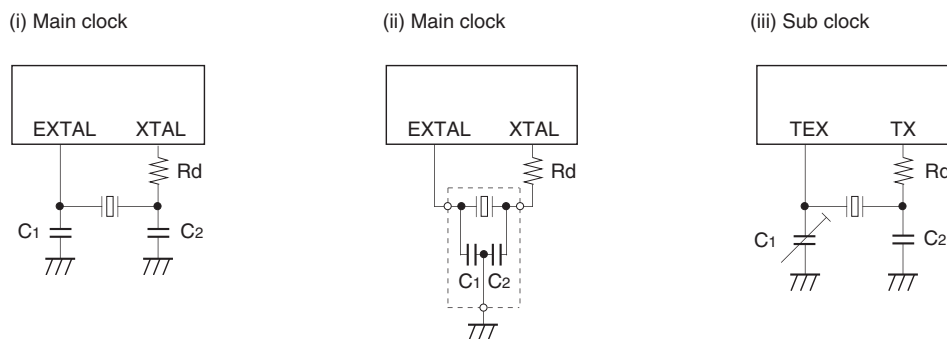 (i) Main clock
(ii) Main clock
(iii) Sub clock
EXTAL XTAL
EXTAL XTAL
TEX TX
Rd
Rd
Rd
C1 C2
C1 C2
C1 C2